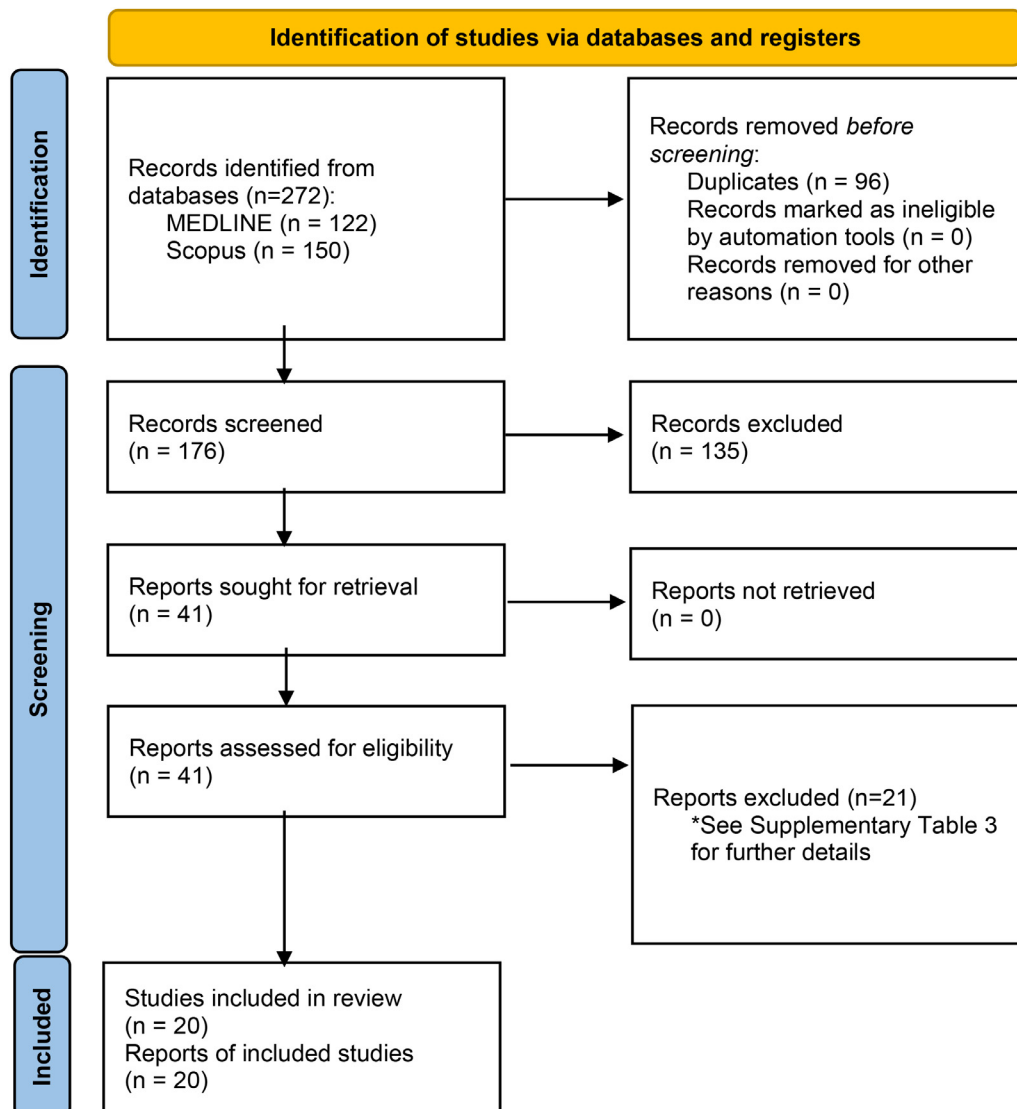 Identification of studies via databases and registers
Identification
Records identified from
databases (n=272):
MEDLINE (n = 122)
Scopus (n = 150)
Records removed before
screening:
Duplicates (n = 96)
Records marked as ineligible
by automation tools (n = 0)
Records removed for other
reasons (n = 0)
Screening
Records screened
(n = 176)
Records excluded
(n = 135)
Reports sought for retrieval
(n = 41)
Reports not retrieved
(n = 0)
Reports assessed for eligibility
(n = 41)
Reports excluded (n=21)
*See Supplementary Table 3
for further details
Included
Studies included in review
(n = 20)
Reports of included studies
(n = 20)